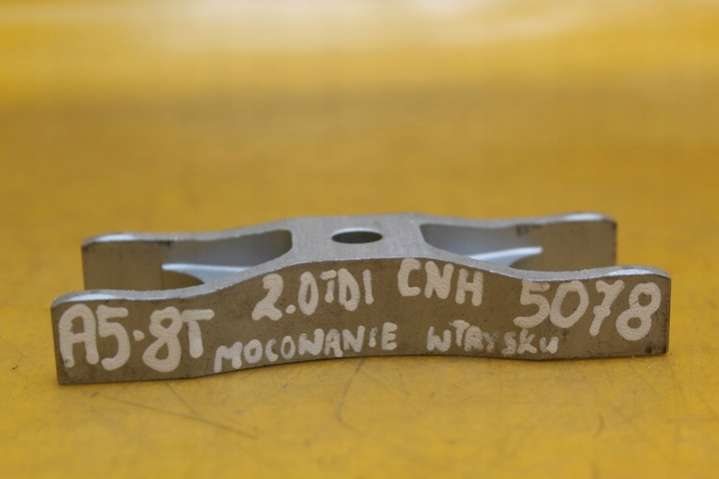 A5·8T 2.0TDI CNH 5078
MOCOWANIE WTRYSKU